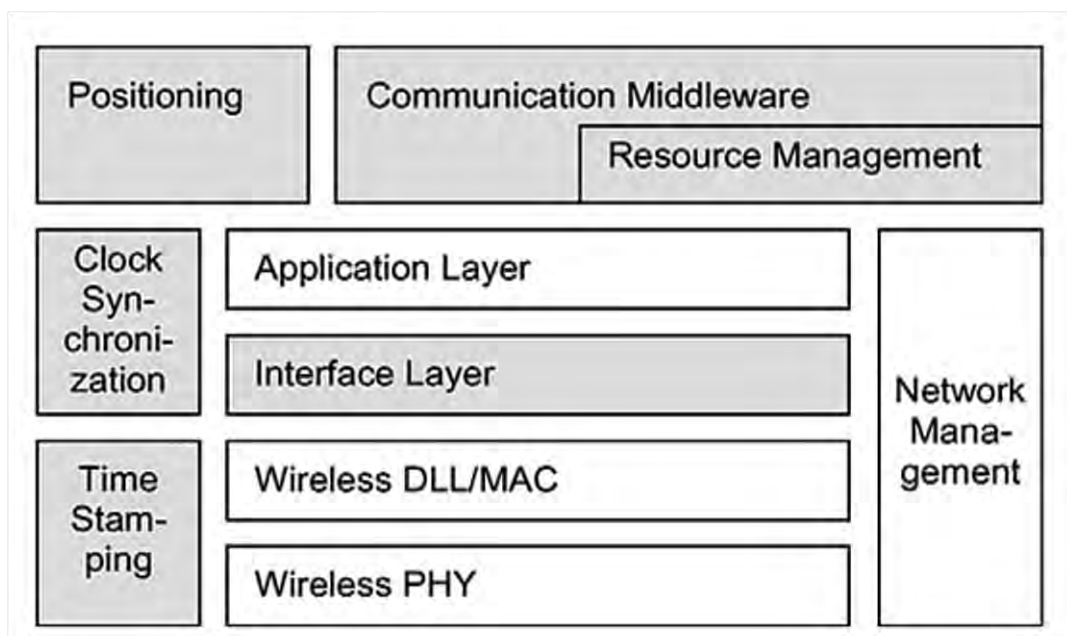 Positioning
Communication Middleware
Resource Management
Clock
Syn-
chroni-
zation
Application Layer
Interface Layer
Network
Mana-
gement
Time
Stam-
ping
Wireless DLL/MAC
Wireless PHY